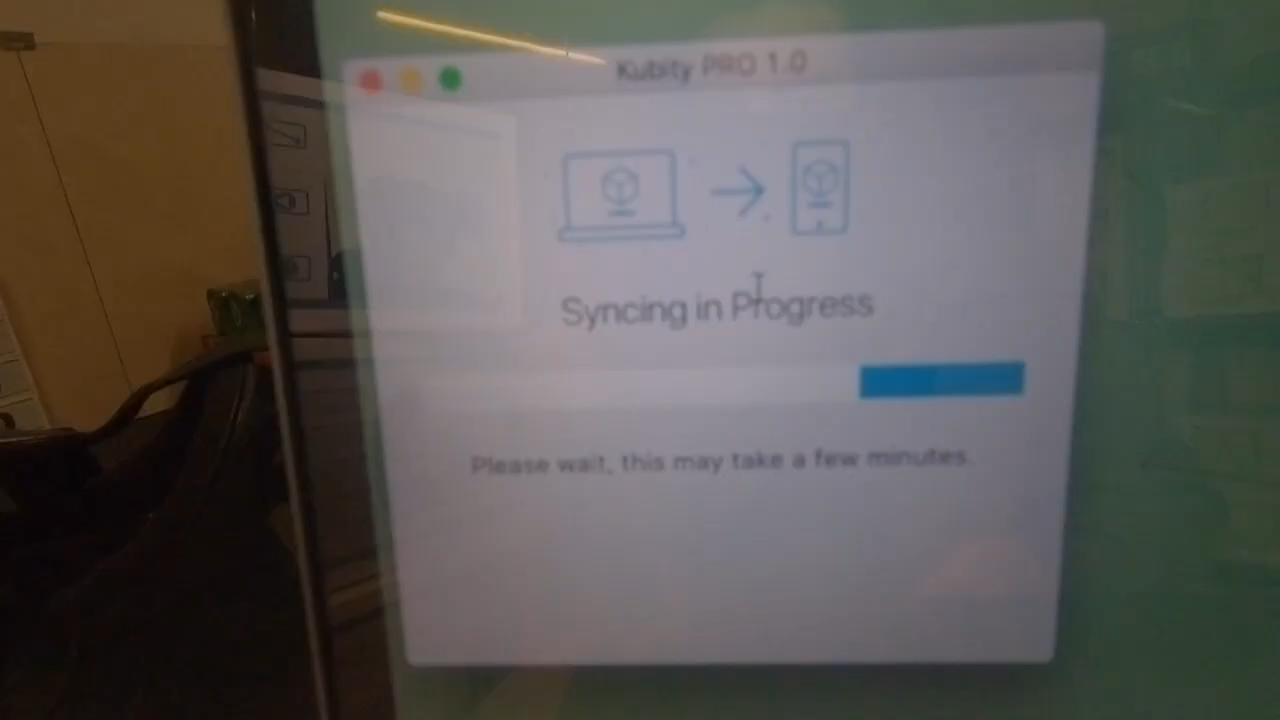 Kubity PRO 1.0
Syncing in Progress
Please wait, this may take a few minutes.